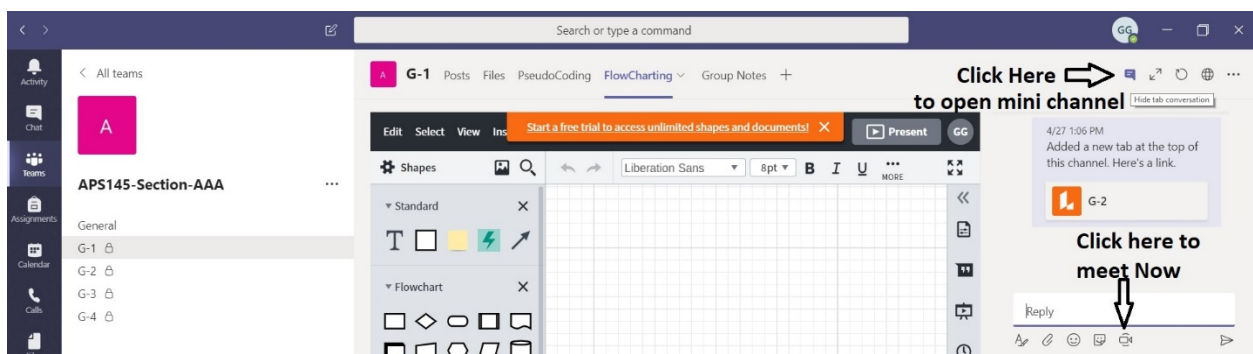 Search or type a command
GG
Activity
Chat
Teams
Assignments
Calendar
Calls
All teams
A
APS145-Section-AAA
...
General
G-1
G-2
G-3
G-4
A
G-1 Posts Files PseudoCoding FlowCharting Group Notes +
Click Here
to open mini channel
Hide tab conversation
Edit Select View Ins
Start a free trial to access unlimited shapes and documents! X
Present
GG
Shapes
Liberation Sans
8pt
B I U
MORE
Standard
T
Flowchart
4/27 1:06 PM
Added a new tab at the top of
this channel. Here's a link.
G-2
Click here to
meet Now
Reply